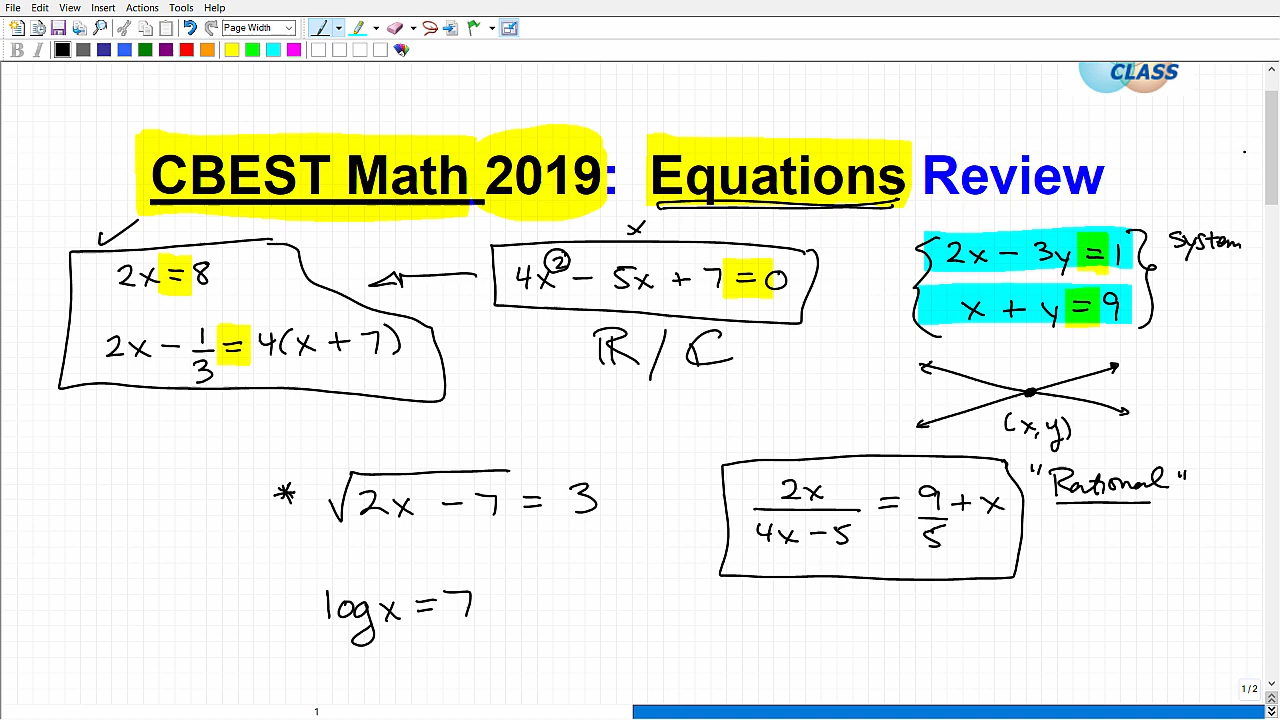 File Edit View Insert Actions Tools Help
Page Width
B I
CLASS
CBEST Math 2019: Equations Review
2x = 8
2x - 1/3 = 4(x + 7)
x
4x² - 5x + 7 = 0
ℝ / ℂ
2x - 3y = 1
x + y = 9
System
(x, y)
* √(2x - 7) = 3
log x = 7
2x/(4x - 5) = 9/5 + x
"Rational"
1/2
1